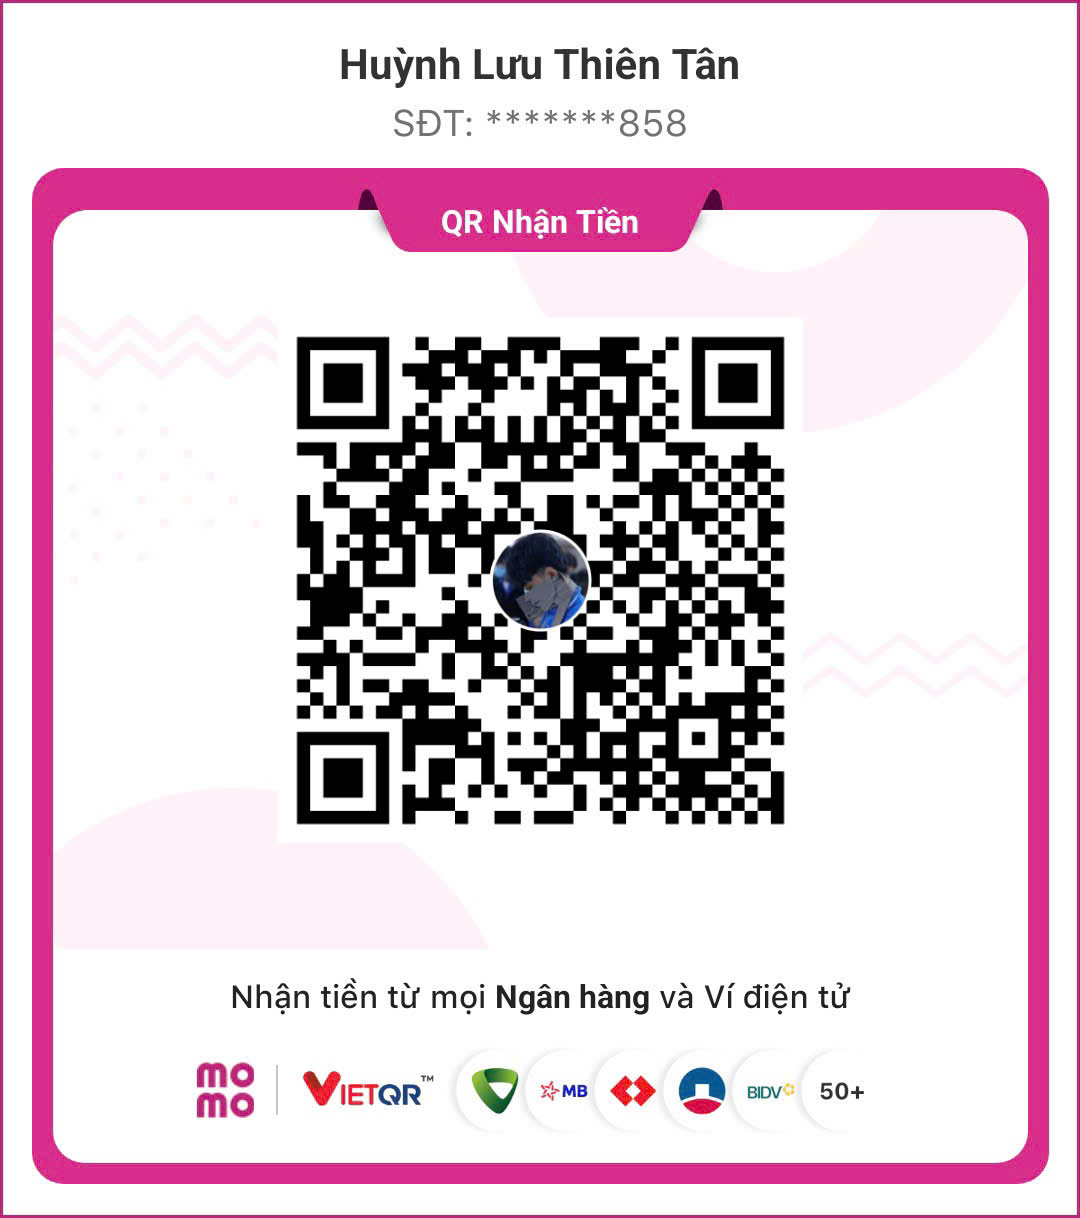 Huỳnh Lưu Thiên Tân
SĐT: *******858
QR Nhận Tiền
Nhận tiền từ mọi Ngân hàng và Ví điện tử
mo
mo
VIETQR™
MB
BIDV
50+